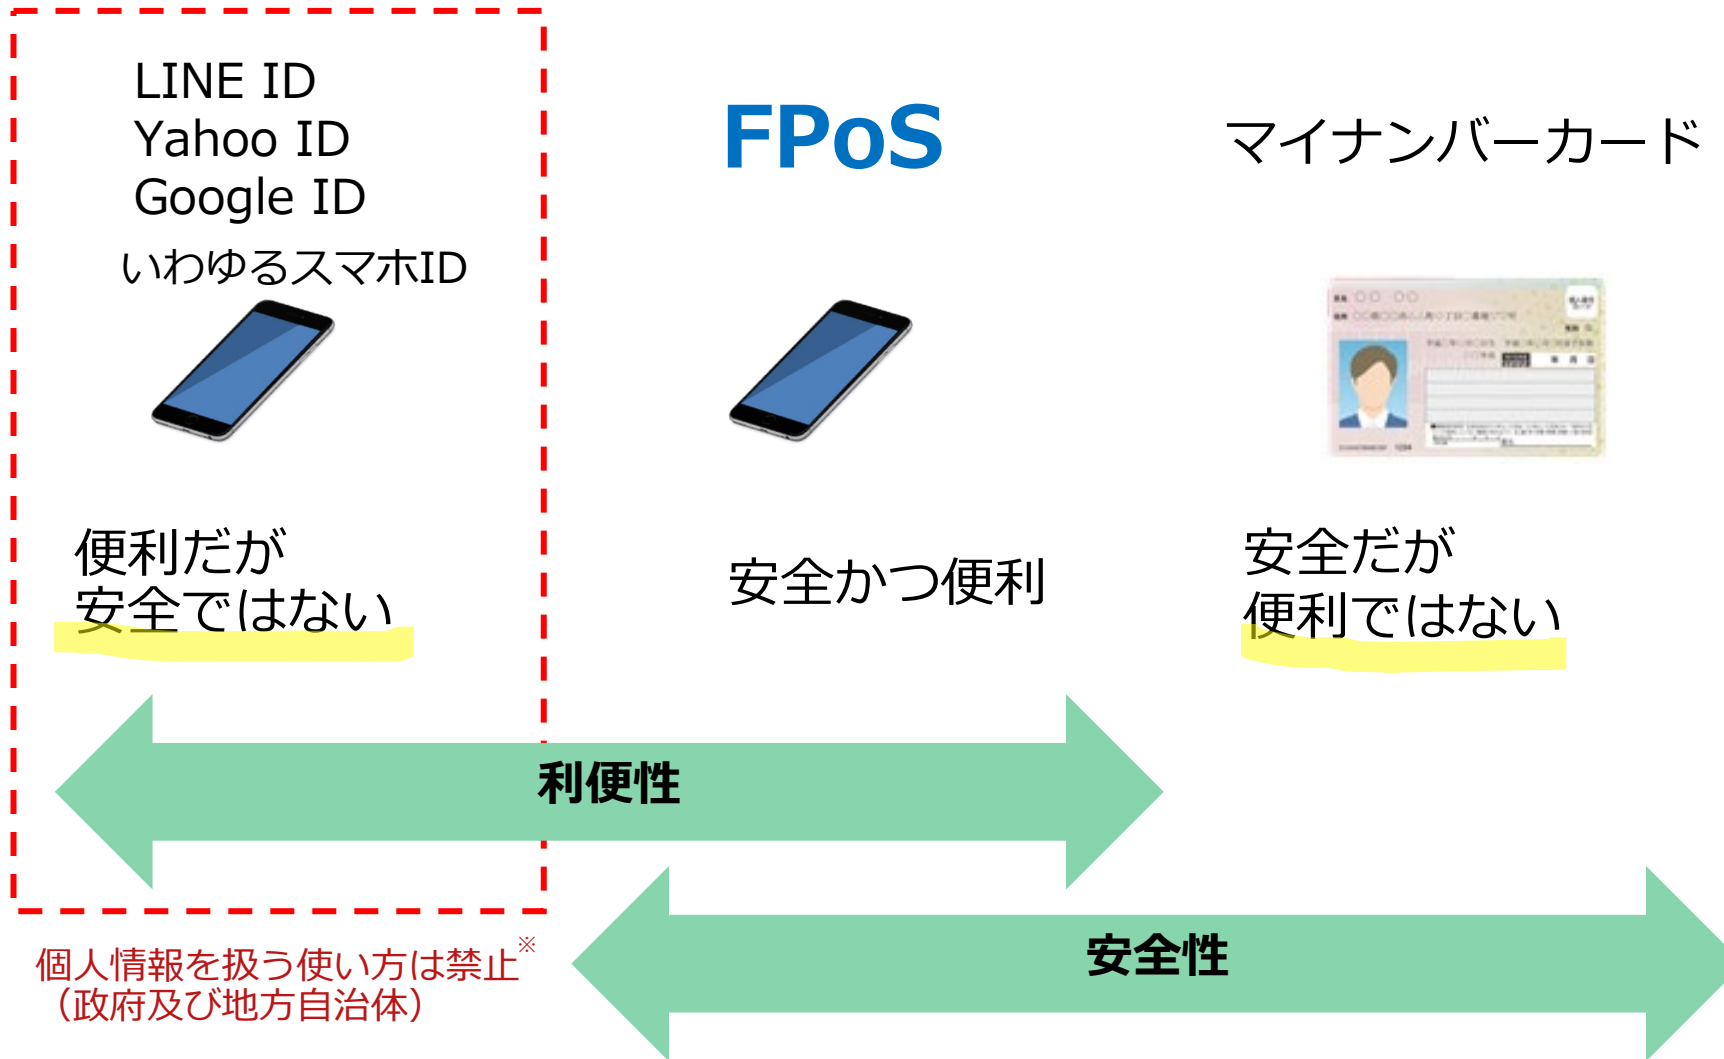 LINE ID
Yahoo ID
Google ID
いわゆるスマホID
FPoS
マイナンバーカード
便利だが
安全ではない
安全かつ便利
安全だが
便利ではない
利便性
安全性
個人情報を扱う使い方は禁止※
（政府及び地方自治体）